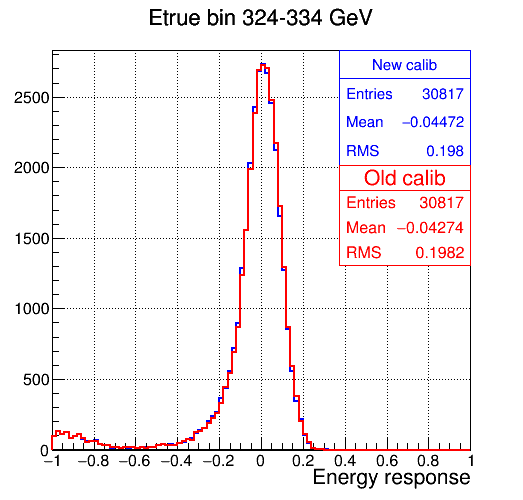 Etrue bin 324-334 GeV
New calib
Entries 30817
Mean −0.04472
RMS 0.198
Old calib
Entries 30817
Mean −0.04274
RMS 0.1982
2500
2000
1500
1000
500
0
−1 −0.8 −0.6 −0.4 −0.2 0 0.2 0.4 0.6 0.8 1
Energy response